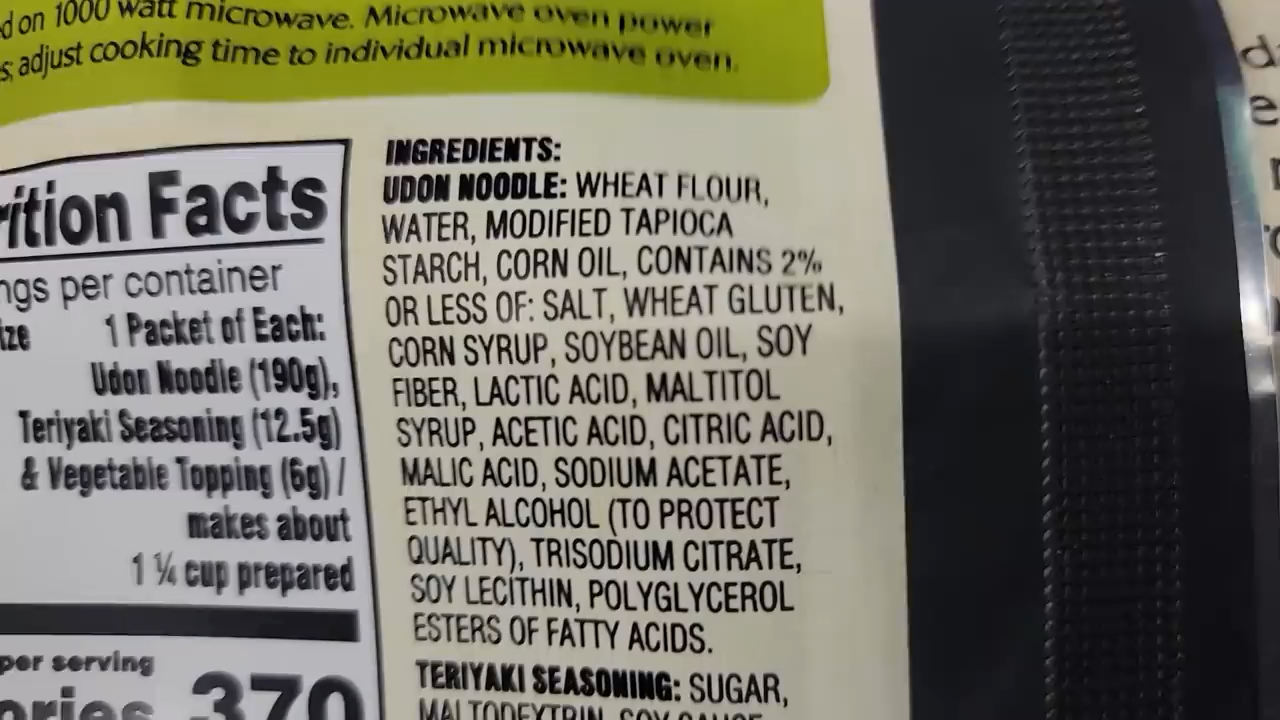 d on 1000 watt microwave. Microwave oven power
s, adjust cooking time to individual microwave oven.
rition Facts
ngs per container
ize 1 Packet of Each:
Udon Noodle (190g),
Teriyaki Seasoning (12.5g)
& Vegetable Topping (6g) /
makes about
1 ¼ cup prepared
per serving
ories 370
INGREDIENTS:
UDON NOODLE: WHEAT FLOUR,
WATER, MODIFIED TAPIOCA
STARCH, CORN OIL, CONTAINS 2%
OR LESS OF: SALT, WHEAT GLUTEN,
CORN SYRUP, SOYBEAN OIL, SOY
FIBER, LACTIC ACID, MALTITOL
SYRUP, ACETIC ACID, CITRIC ACID,
MALIC ACID, SODIUM ACETATE,
ETHYL ALCOHOL (TO PROTECT
QUALITY), TRISODIUM CITRATE,
SOY LECITHIN, POLYGLYCEROL
ESTERS OF FATTY ACIDS.
TERIYAKI SEASONING: SUGAR,
MALTODEXTRIN, SOY SAUCE